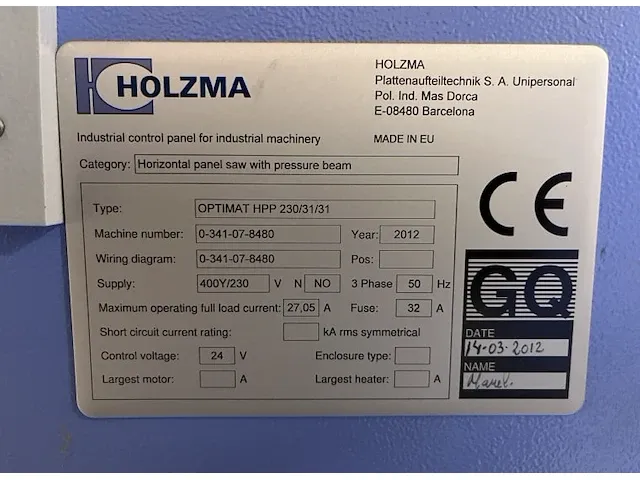 HOLZMA
HOLZMA
Plattenaufteiltechnik S. A. Unipersonal
Pol. Ind. Mas Dorca
E-08480 Barcelona
Industrial control panel for industrial machinery MADE IN EU
Category: Horizontal panel saw with pressure beam
Type: OPTIMAT HPP 230/31/31
Machine number: 0-341-07-8480 Year: 2012
Wiring diagram: 0-341-07-8480 Pos:
Supply: 400Y/230 V N NO 3 Phase 50 Hz
Maximum operating full load current: 27,05 A Fuse: 32 A
Short circuit current rating: kA rms symmetrical
Control voltage: 24 V Enclosure type:
Largest motor: A Largest heater: A
CE
GQ
DATE
14-03-2012
NAME